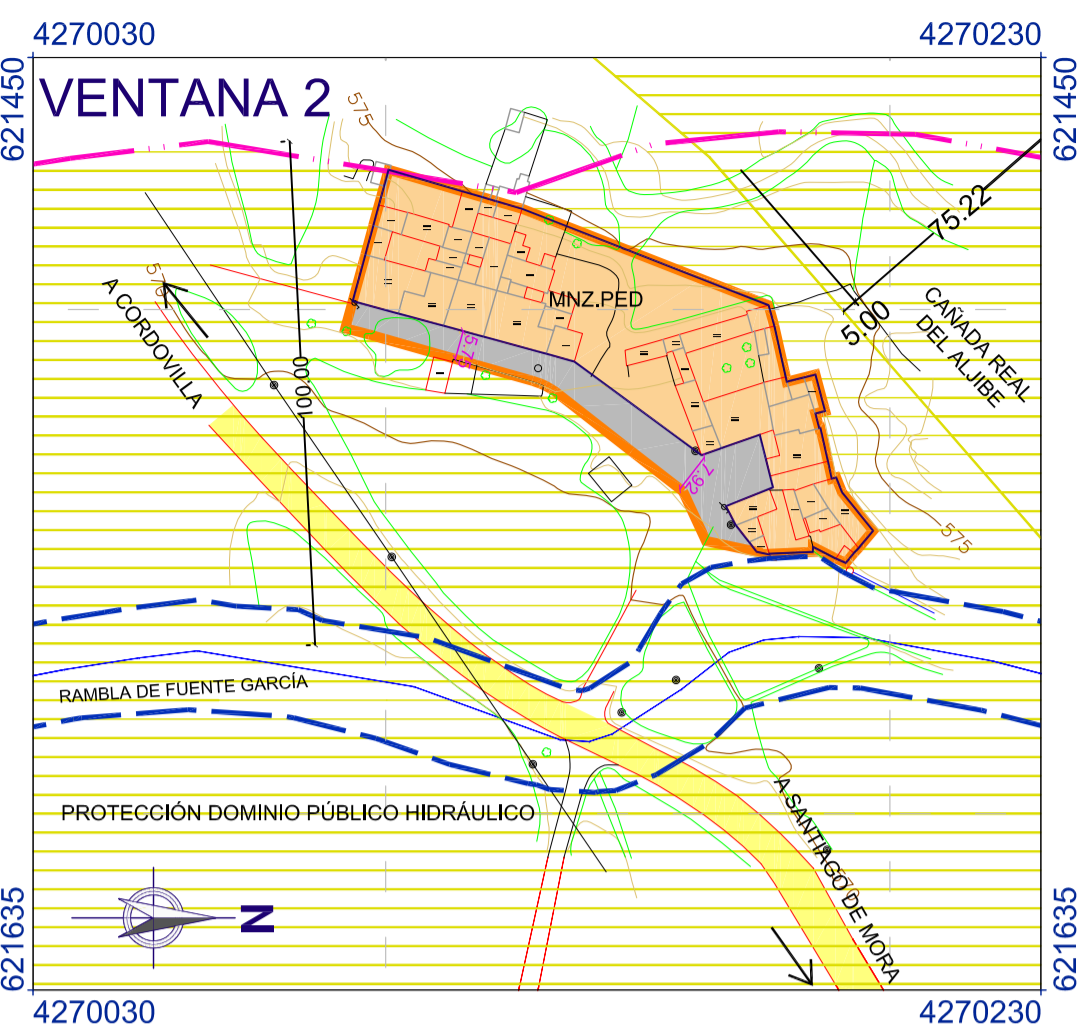 4270030
4270230
621450
621450
VENTANA 2
575
75.22
5.00
CAÑADA REAL
DEL ALJIBE
A CORDOVILLA
MNZ.PED
5.75
100.00
7.92
575
RAMBLA DE FUENTE GARCÍA
PROTECCIÓN DOMINIO PÚBLICO HIDRÁULICO
A SANTIAGO DE MORA
N
621635
621635
4270030
4270230